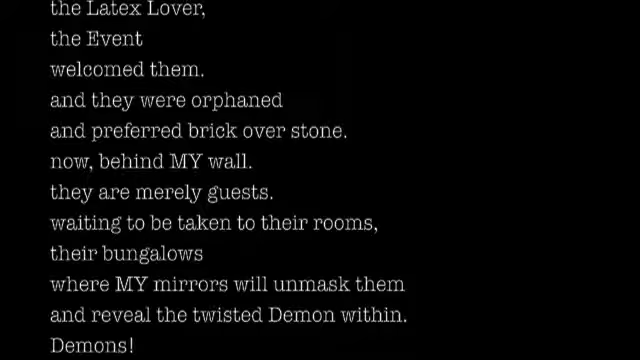 the Latex Lover,
the Event
welcomed them.
and they were orphaned
and preferred brick over stone.
now, behind MY wall.
they are merely guests.
waiting to be taken to their rooms,
their bungalows
where MY mirrors will unmask them
and reveal the twisted Demon within.
Demons!